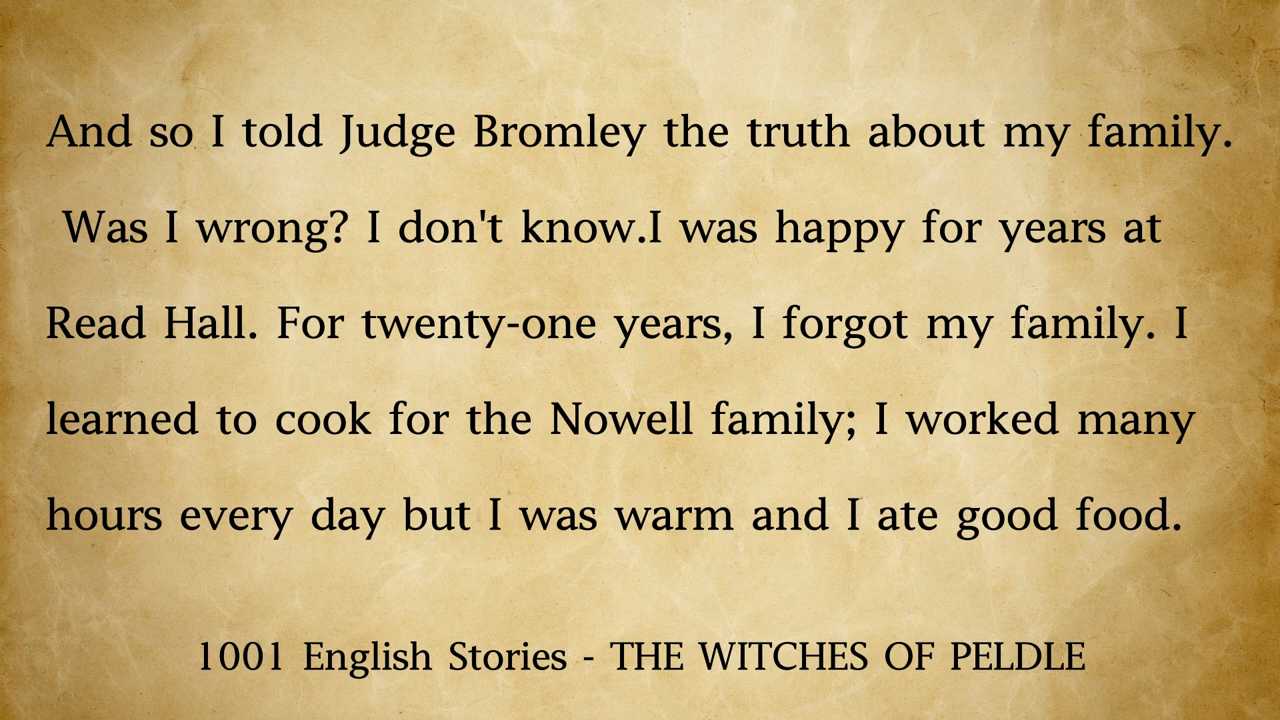 And so I told Judge Bromley the truth about my family.
Was I wrong? I don't know.I was happy for years at
Read Hall. For twenty-one years, I forgot my family. I
learned to cook for the Nowell family; I worked many
hours every day but I was warm and I ate good food.
1001 English Stories - THE WITCHES OF PELDLE